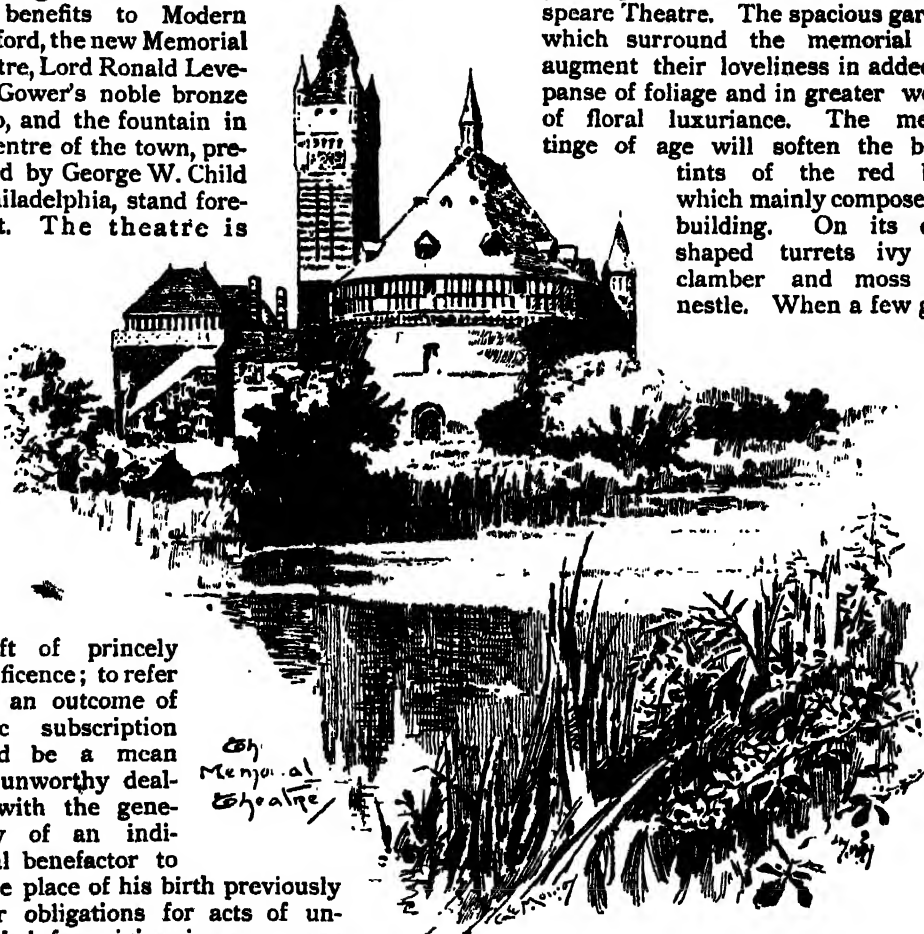 benefits to Modern
ford, the new Memorial
tre, Lord Ronald Leve-
Gower's noble bronze
o, and the fountain in
entre of the town, pre-
d by George W. Child
iladelphia, stand fore-
t. The theatre is
ft of princely
ficence; to refer
an outcome of
c subscription
d be a mean
unworthy deal-
with the gene-
y of an indi-
al benefactor to
e place of his birth previously
r obligations for acts of un-
The
Memorial
Theatre
speare Theatre. The spacious gar
which surround the memorial
augment their loveliness in added
panse of foliage and in greater we
of floral luxuriance. The me
tinge of age will soften the b
tints of the red
which mainly compose
building. On its
shaped turrets ivy
clamber and moss
nestle. When a few g